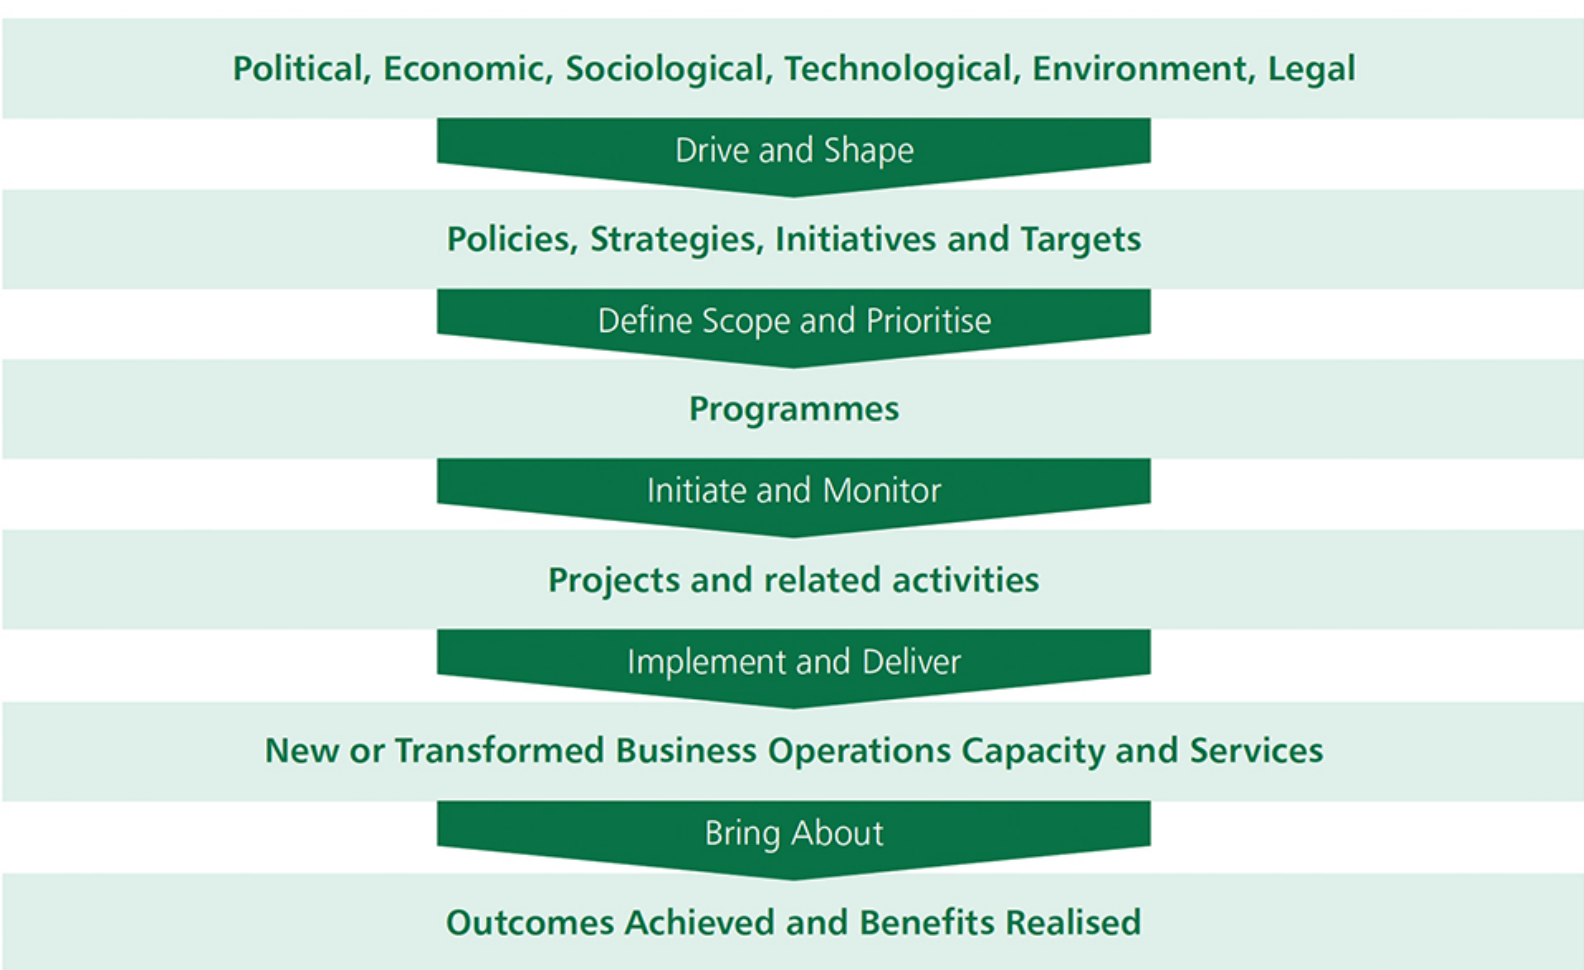 Political, Economic, Sociological, Technological, Environment, Legal
Drive and Shape
Policies, Strategies, Initiatives and Targets
Define Scope and Prioritise
Programmes
Initiate and Monitor
Projects and related activities
Implement and Deliver
New or Transformed Business Operations Capacity and Services
Bring About
Outcomes Achieved and Benefits Realised